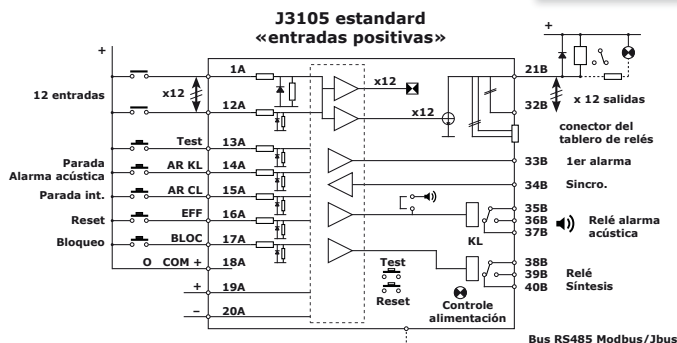 J3105 estandard
«entradas positivas»
+
+
1A
21B
x12
12 entradas
x12
x12
12A
32B
x 12 salidas
conector del
tablero de relés
Test
13A
Parada
Alarma acústica
AR KL
14A
33B
1er alarma
Parada int.
AR CL
15A
34B
Sincro.
Reset
EFF
16A
35B
36B
37B
Relé alarma
acústica
KL
Bloqueo
BLOC
17A
O COM +
18A
Test
38B
39B
40B
Relé
Síntesis
+
19A
Reset
Controle
alimentación
–
20A
Bus RS485 Modbus/Jbus